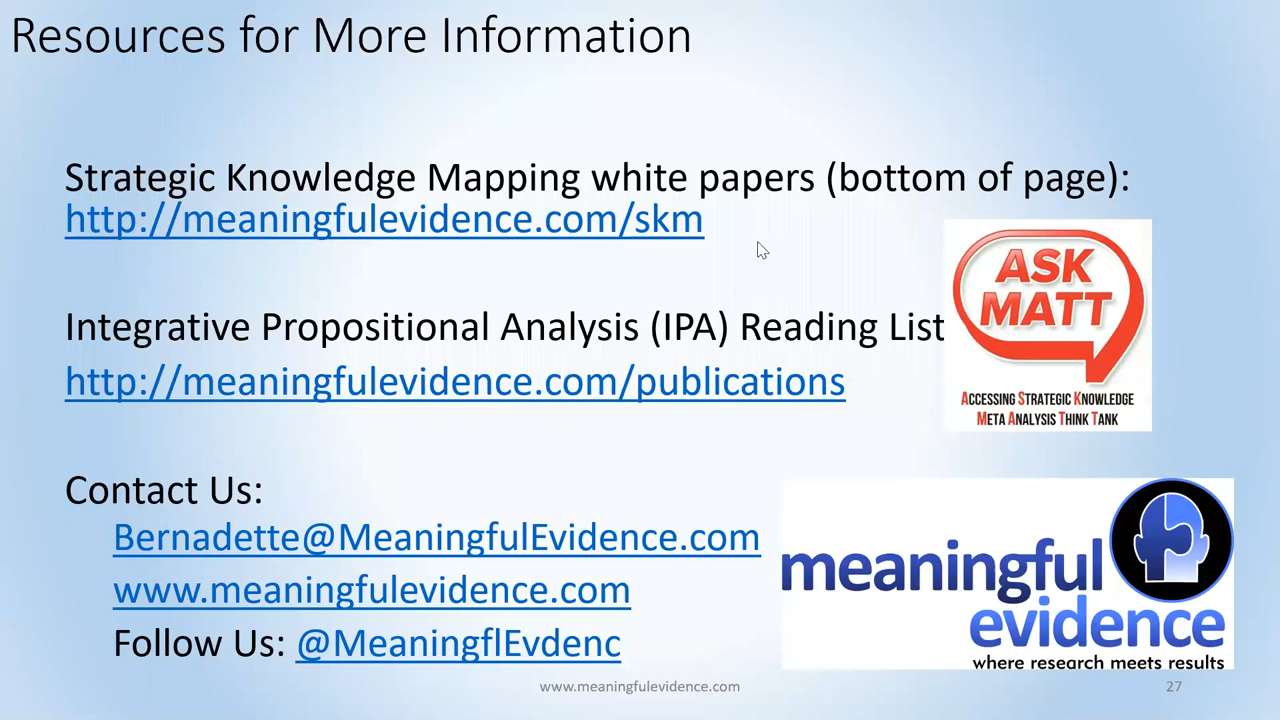 Resources for More Information
Strategic Knowledge Mapping white papers (bottom of page):
http://meaningfulevidence.com/skm
Integrative Propositional Analysis (IPA) Reading List
http://meaningfulevidence.com/publications
ASK
MATT
ACCESSING STRATEGIC KNOWLEDGE
META ANALYSIS THINK TANK
Contact Us:
Bernadette@MeaningfulEvidence.com
www.meaningfulevidence.com
Follow Us: @MeaningflEvdenc
meaningful
evidence
where research meets results
www.meaningfulevidence.com
27